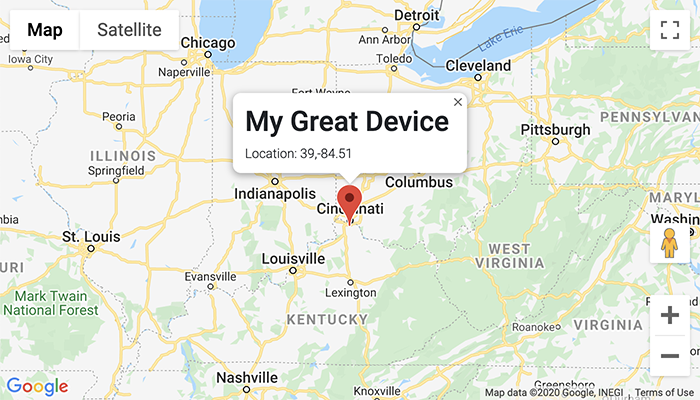 Map
Satellite
Detroit
Lake Erie
Chicago
Ann Arbor
Iowa City
Toledo
Cleveland
Naperville
Fort Wayne
My Great Device
Location: 39,-84.51
Peoria
PENNSYLVAN
Pittsburgh
ILLINOIS
Springfield
Indianapolis
Columbus
MARYL
Cincinnati
Washin
mbia
St. Louis
WEST
VIRGINIA
Louisville
URI
Evansville
Lexington
Mark Twain
National Forest
KENTUCKY
Roanoke
VIRGINIA
Nashville
Greensboro
Google
Knoxville
Map data ©2020 Google, INEGI
Terms of Use